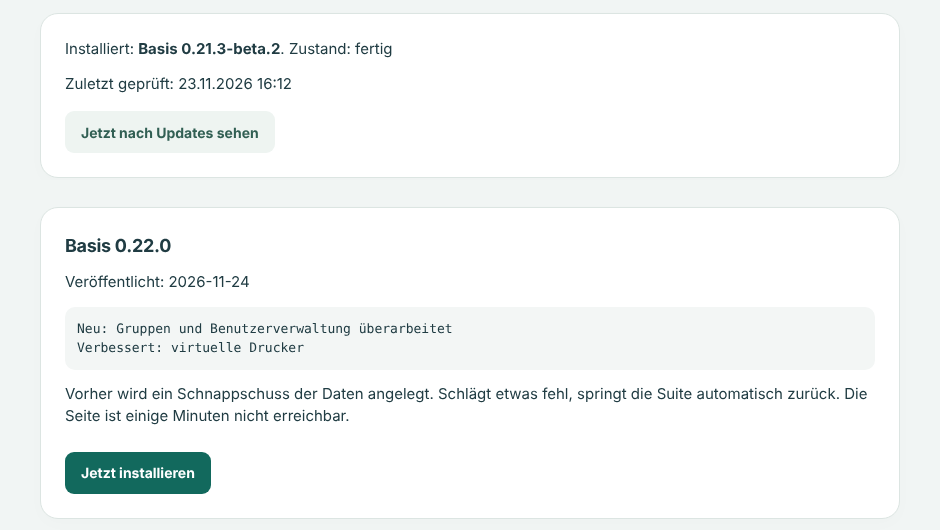 Installiert: Basis 0.21.3-beta.2. Zustand: fertig
Zuletzt geprüft: 23.11.2026 16:12
Jetzt nach Updates sehen
Basis 0.22.0
Veröffentlicht: 2026-11-24
Neu: Gruppen und Benutzerverwaltung überarbeitet
Verbessert: virtuelle Drucker
Vorher wird ein Schnappschuss der Daten angelegt. Schlägt etwas fehl, springt die Suite automatisch zurück. Die
Seite ist einige Minuten nicht erreichbar.
Jetzt installieren